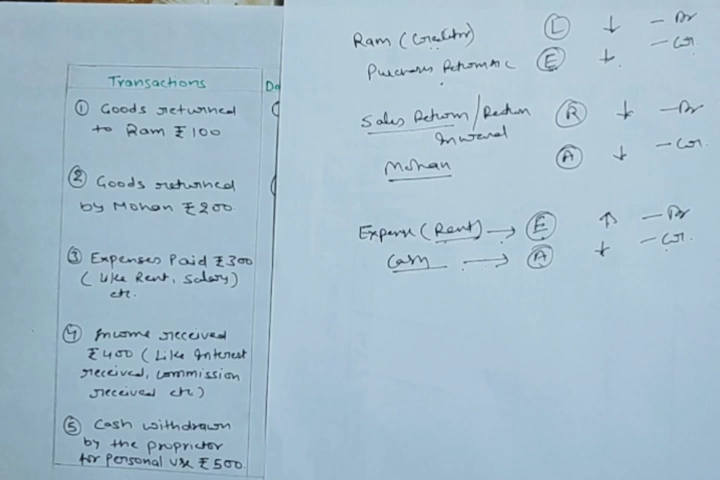 Transactions
① Goods returned
to Ram ₹100
② Goods returned
by Mohan ₹200.
③ Expenses Paid ₹300
(Like Rent, Salary)
etc.
④ Income received
₹400 (Like Interest
received, commission
received etc)
⑤ Cash withdrawn
by the proprietor
for personal use ₹500.
Ram (Creditor) Ⓛ ↓ — Dr
Purchases Return A/c Ⓔ ↓ — Cr.
Sales Return / Return Ⓡ ↓ — Dr
Inward
Mohan Ⓐ ↓ — Cr.
Expense (Rent) → Ⓔ ↑ — Dr
Cash → Ⓐ ↓ — Cr.